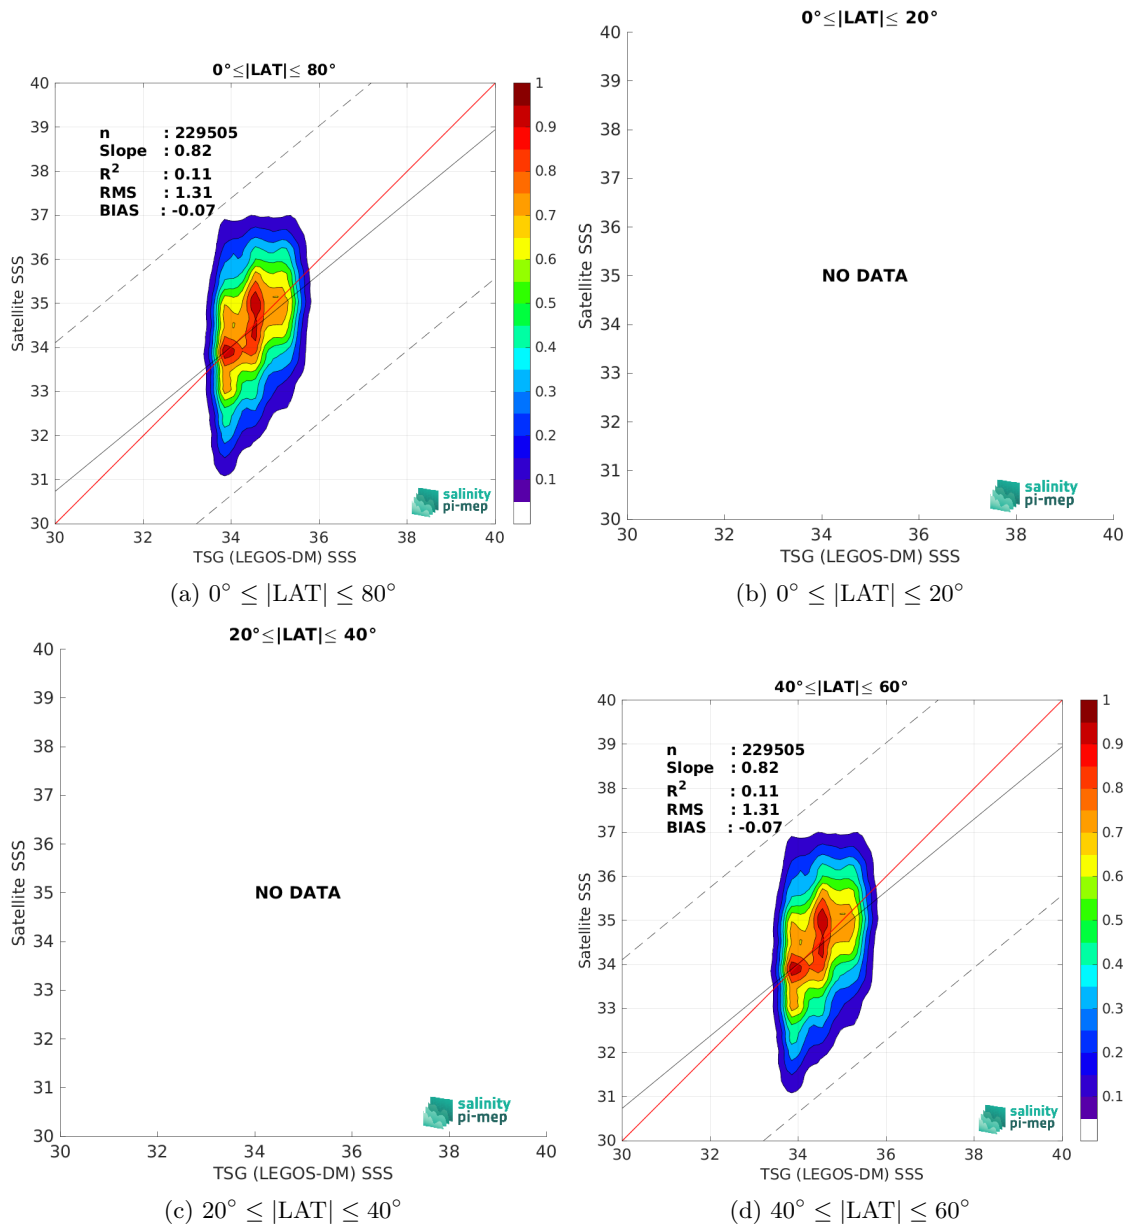 0°≤|LAT|≤ 80°
40
39
38
37
36
35
34
33
32
31
30
Satellite SSS
n : 229505
Slope : 0.82
R² : 0.11
RMS : 1.31
BIAS : -0.07
salinity
pi-mep
30 32 34 36 38 40
TSG (LEGOS-DM) SSS
1
0.9
0.8
0.7
0.6
0.5
0.4
0.3
0.2
0.1
(a) 0° ≤ |LAT| ≤ 80°
0°≤|LAT|≤ 20°
40
39
38
37
36
35
34
33
32
31
30
Satellite SSS
NO DATA
salinity
pi-mep
30 32 34 36 38 40
TSG (LEGOS-DM) SSS
(b) 0° ≤ |LAT| ≤ 20°
20°≤|LAT|≤ 40°
40
39
38
37
36
35
34
33
32
31
30
Satellite SSS
NO DATA
salinity
pi-mep
30 32 34 36 38 40
TSG (LEGOS-DM) SSS
(c) 20° ≤ |LAT| ≤ 40°
40°≤|LAT|≤ 60°
40
39
38
37
36
35
34
33
32
31
30
Satellite SSS
n : 229505
Slope : 0.82
R² : 0.11
RMS : 1.31
BIAS : -0.07
salinity
pi-mep
30 32 34 36 38 40
TSG (LEGOS-DM) SSS
1
0.9
0.8
0.7
0.6
0.5
0.4
0.3
0.2
0.1
(d) 40° ≤ |LAT| ≤ 60°